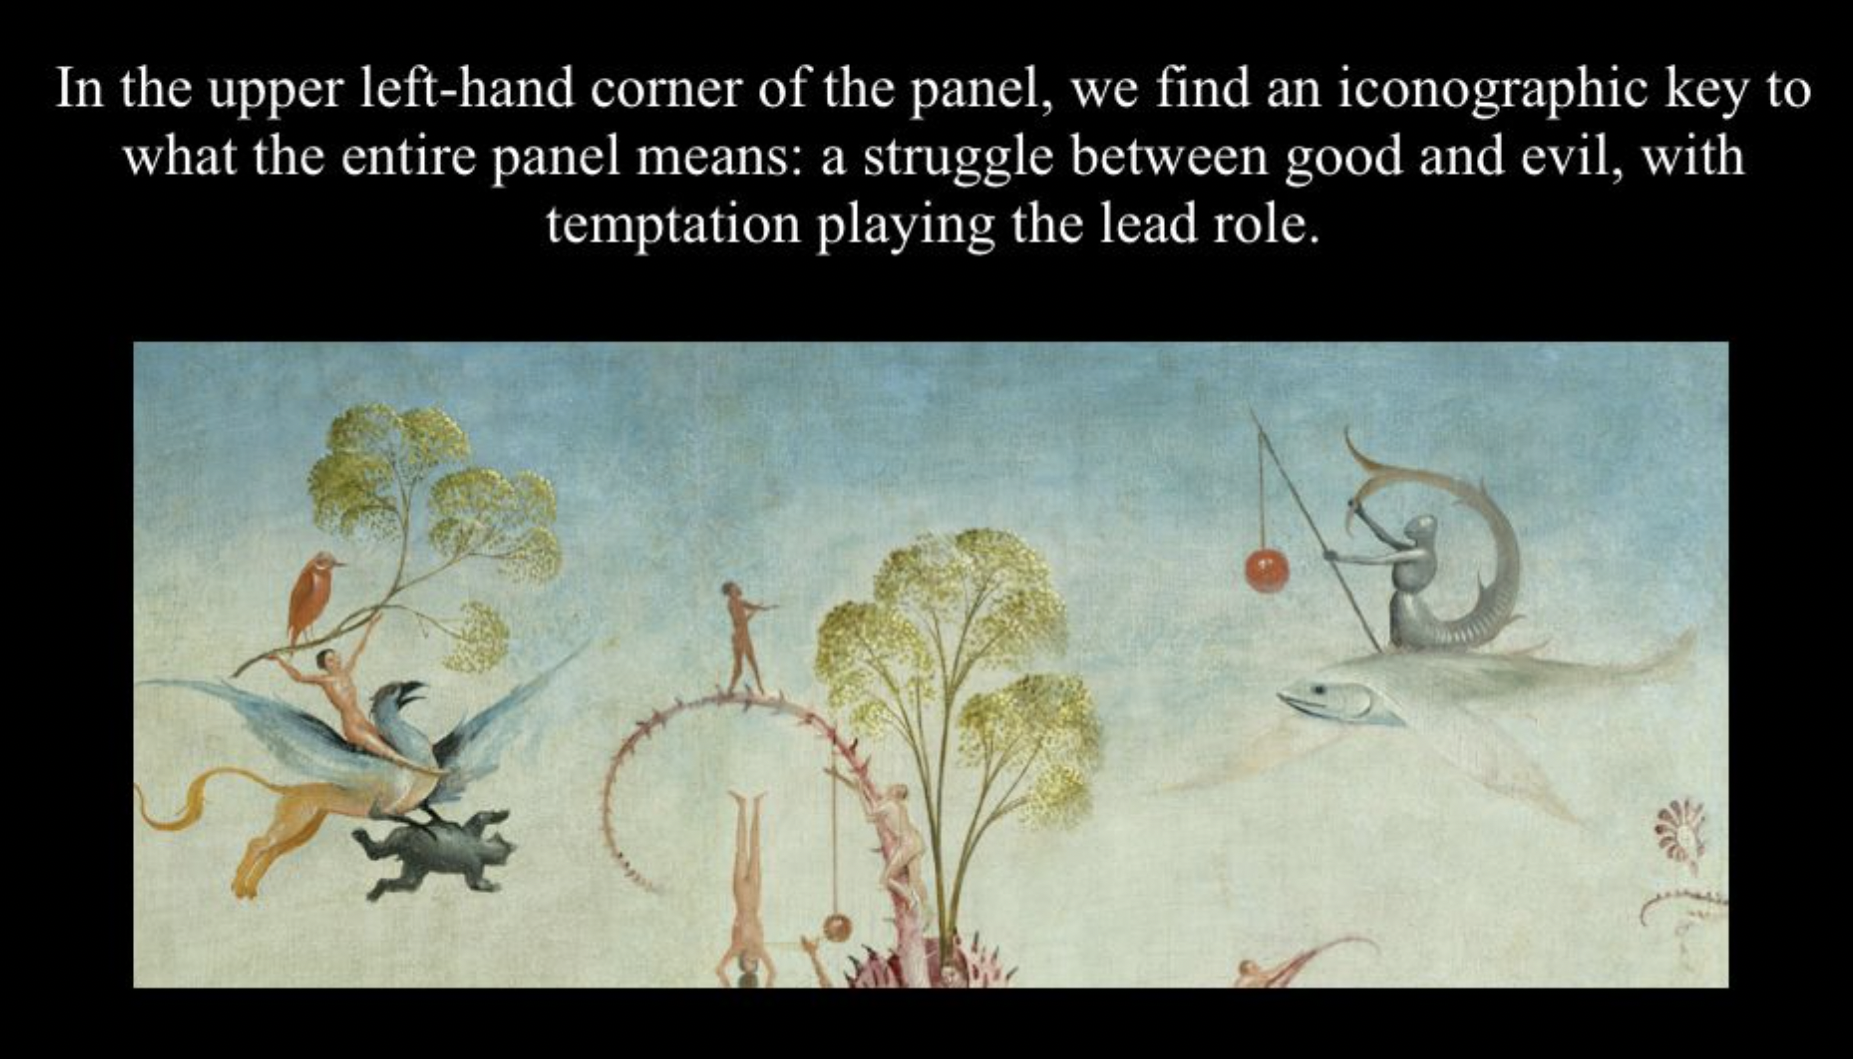 In the upper left-hand corner of the panel, we find an iconographic key to
what the entire panel means: a struggle between good and evil, with
temptation playing the lead role.